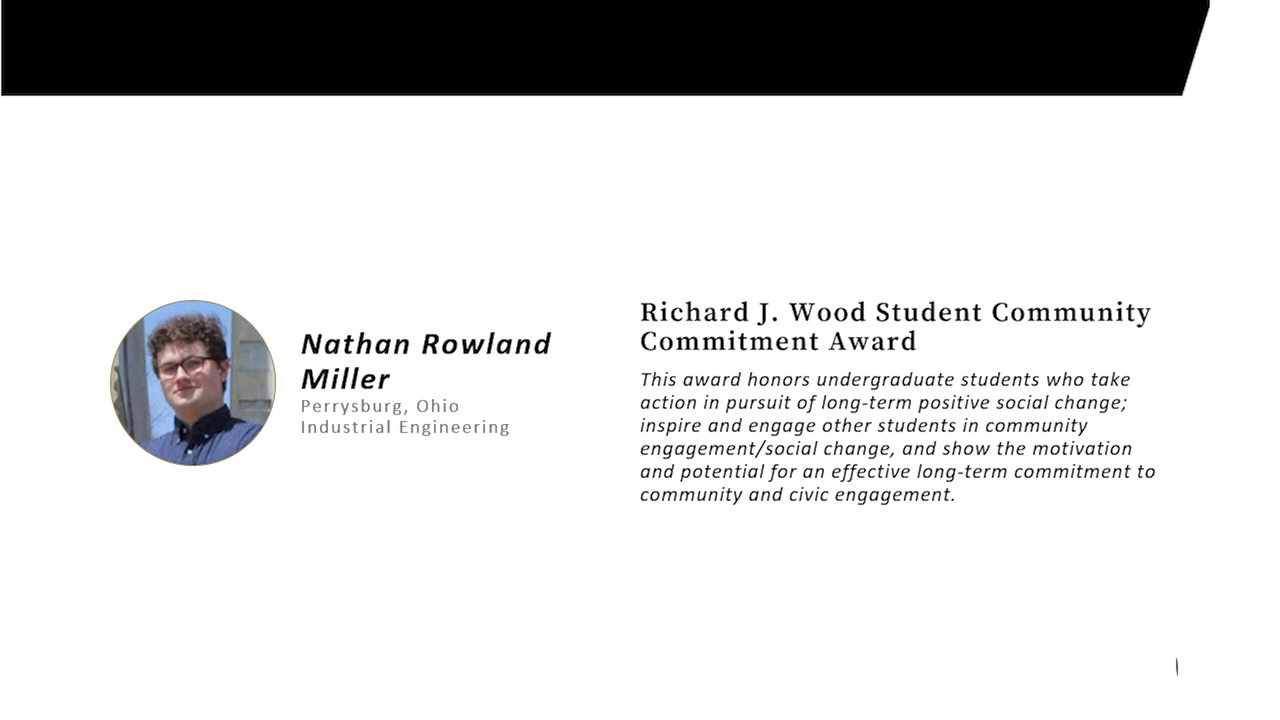 Nathan Rowland
Miller
Perrysburg, Ohio
Industrial Engineering
Richard J. Wood Student Community
Commitment Award
This award honors undergraduate students who take
action in pursuit of long-term positive social change;
inspire and engage other students in community
engagement/social change, and show the motivation
and potential for an effective long-term commitment to
community and civic engagement.